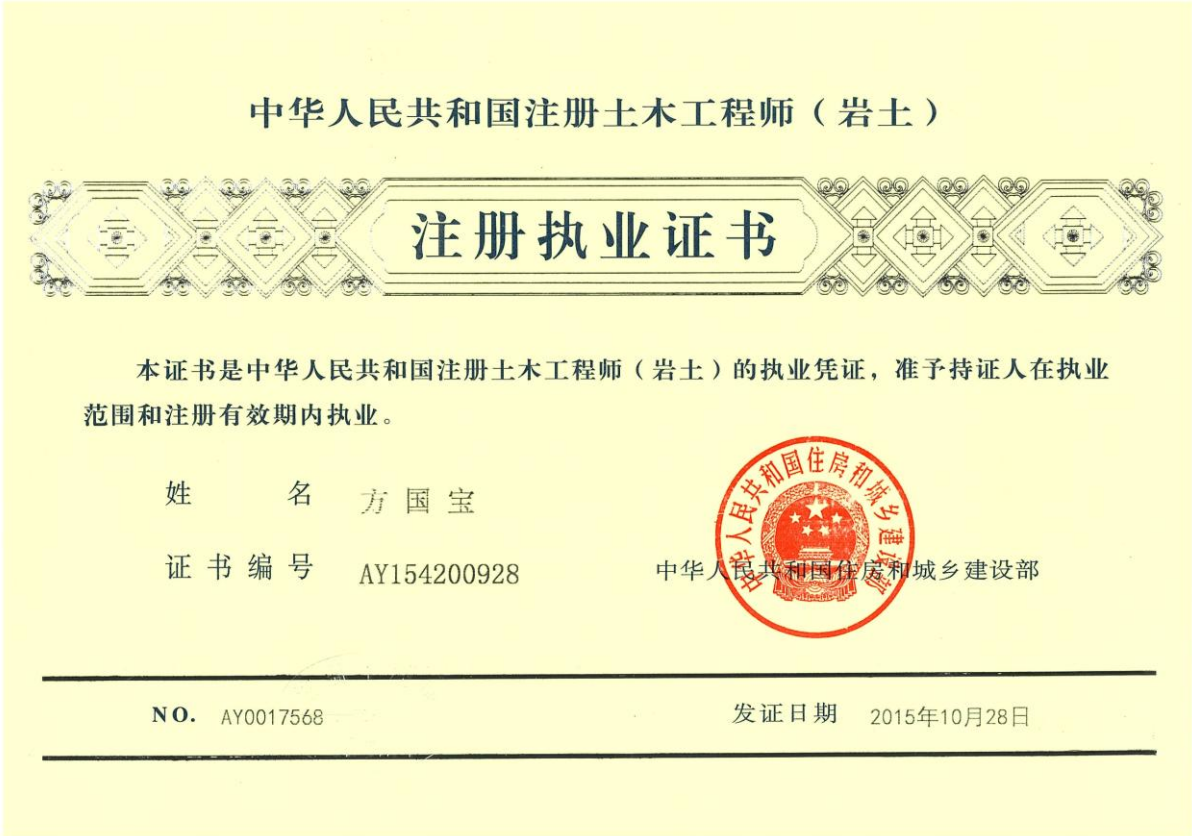 中华人民共和国注册土木工程师（岩土）
注册执业证书
本证书是中华人民共和国注册土木工程师（岩土）的执业凭证，准予持证人在执业
范围和注册有效期内执业。
姓 名 方国宝
证书编号 AY154200928
中华人民共和国住房和城乡建设部
中华人民共和国住房和城乡建设部
NO. AY0017568
发证日期 2015年10月28日